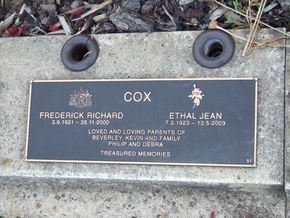 COX
FREDERICK RICHARD ETHAL JEAN
2.9.1921 - 26.11.2000 7.3.1923 - 13.5.2003
LOVED AND LOVING PARENTS OF
BEVERLEY, KEVIN AND FAMILY
PHILIP AND DEBRA
TREASURED MEMORIES